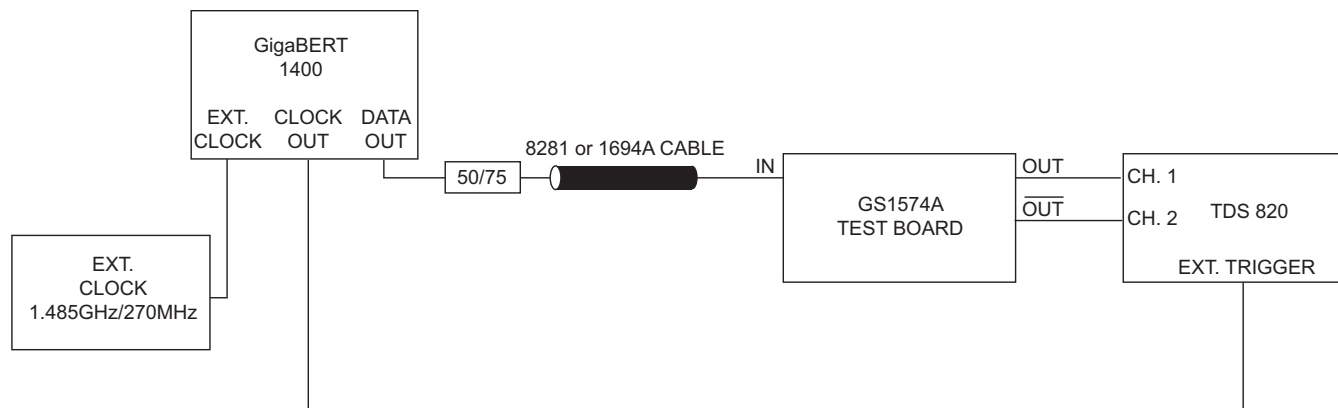 GigaBERT
1400
EXT. CLOCK DATA
CLOCK OUT OUT
8281 or 1694A CABLE
50/75
IN
GS1574A
TEST BOARD
OUT
OUT
CH. 1
CH. 2
TDS 820
EXT. TRIGGER
EXT.
CLOCK
1.485GHz/270MHz